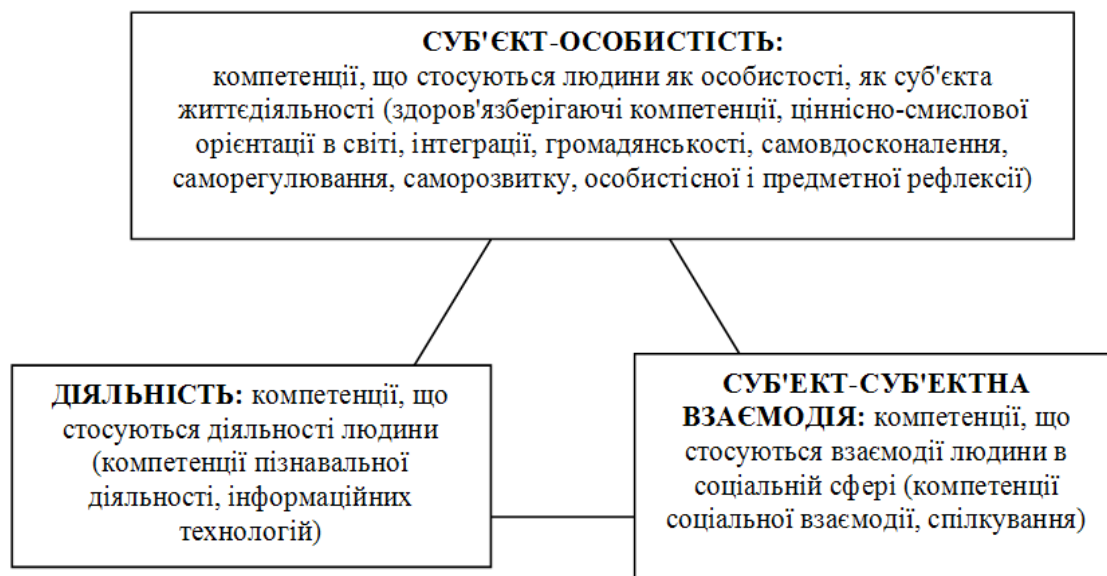 СУБ'ЄКТ-ОСОБИСТІСТЬ:
компетенції, що стосуються людини як особистості, як суб'єкта
життєдіяльності (здоров'язберігаючі компетенції, ціннісно-смислової
орієнтації в світі, інтеграції, громадянськості, самовдосконалення,
саморегулювання, саморозвитку, особистісної і предметної рефлексії)
ДІЯЛЬНІСТЬ: компетенції, що
стосуються діяльності людини
(компетенції пізнавальної
діяльності, інформаційних
технологій)
СУБ'ЕКТ-СУБ'ЕКТНА
ВЗАЄМОДІЯ: компетенції, що
стосуються взаємодії людини в
соціальній сфері (компетенції
соціальної взаємодії, спілкування)